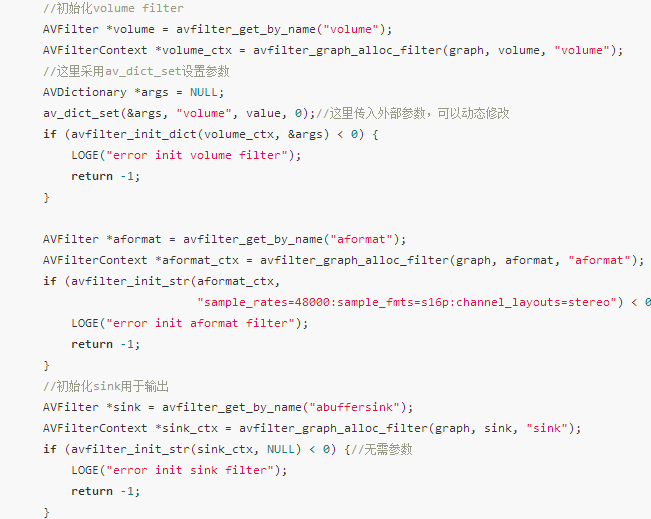 //初始化volume filter
AVFilter *volume = avfilter_get_by_name("volume");
AVFilterContext *volume_ctx = avfilter_graph_alloc_filter(graph, volume, "volume");
//这里采用av_dict_set设置参数
AVDictionary *args = NULL;
av_dict_set(&args, "volume", value, 0);//这里传入外部参数，可以动态修改
if (avfilter_init_dict(volume_ctx, &args) < 0) {
    LOGE("error init volume filter");
    return -1;
}

AVFilter *aformat = avfilter_get_by_name("aformat");
AVFilterContext *aformat_ctx = avfilter_graph_alloc_filter(graph, aformat, "aformat");
if (avfilter_init_str(aformat_ctx,
                      "sample_rates=48000:sample_fmts=s16p:channel_layouts=stereo") < 0
    LOGE("error init aformat filter");
    return -1;
}
//初始化sink用于输出
AVFilter *sink = avfilter_get_by_name("abuffersink");
AVFilterContext *sink_ctx = avfilter_graph_alloc_filter(graph, sink, "sink");
if (avfilter_init_str(sink_ctx, NULL) < 0) {//无需参数
    LOGE("error init sink filter");
    return -1;
}